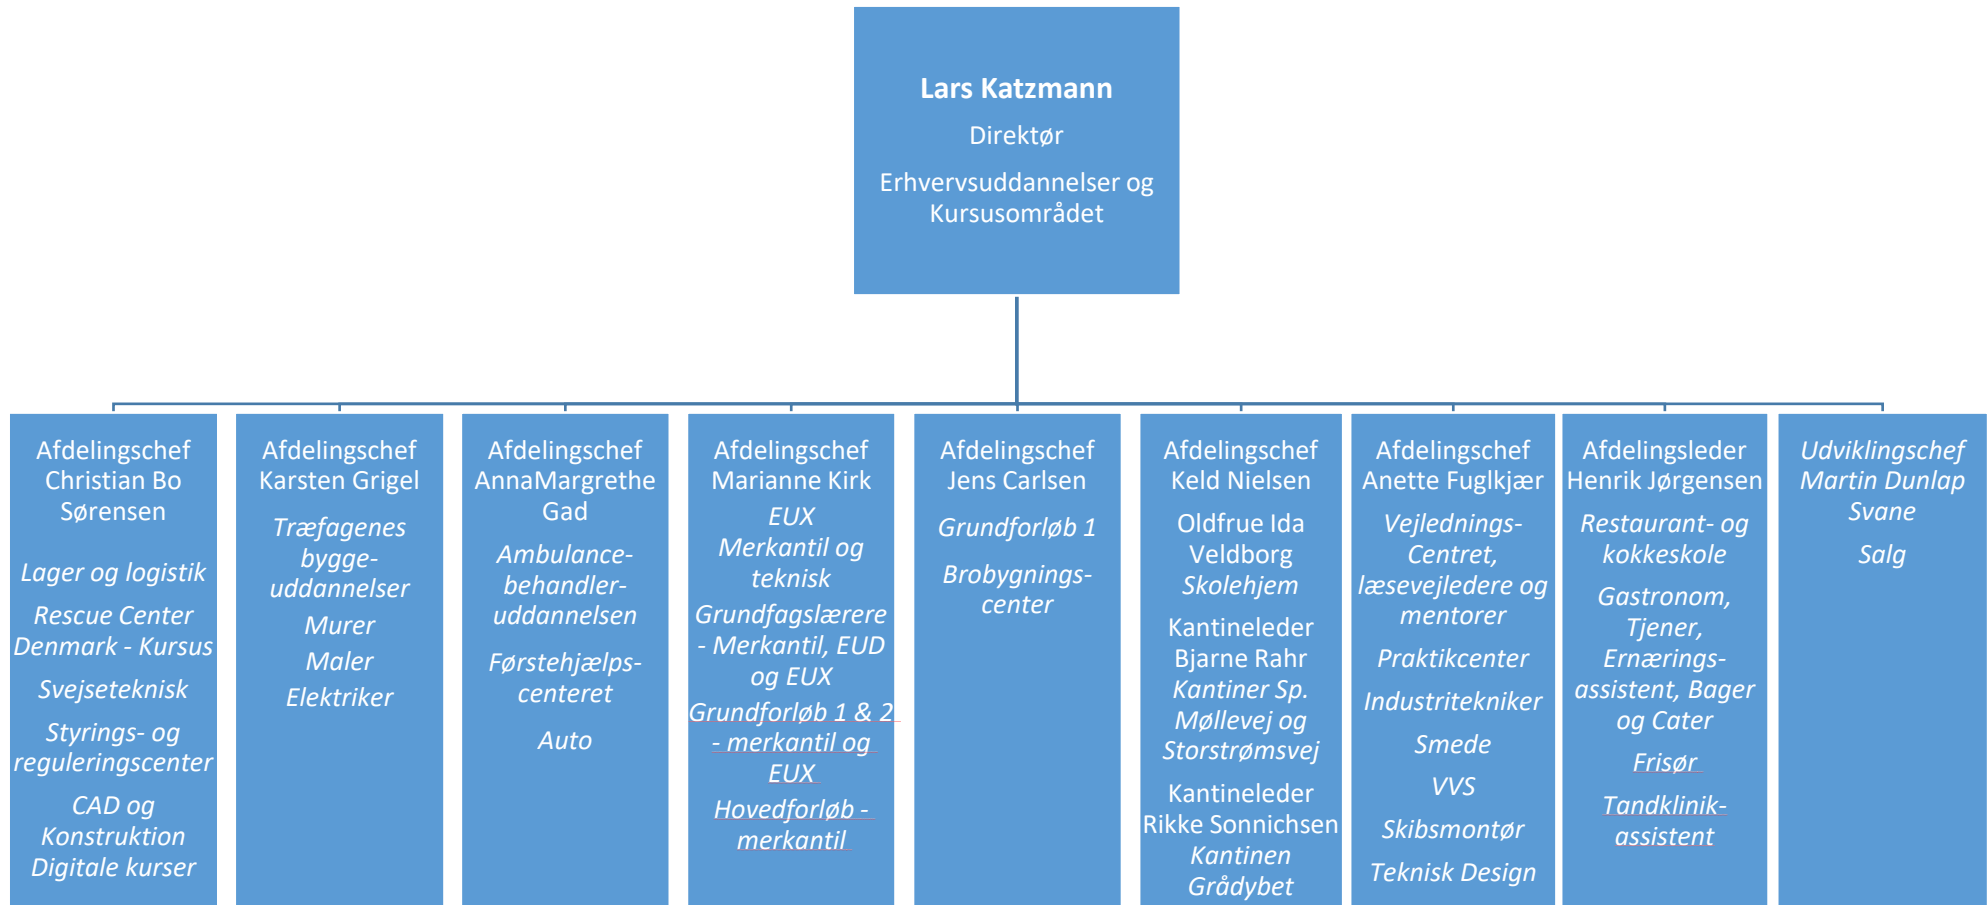 Lars Katzmann
Direktør
Erhvervsuddannelser og
Kursusområdet
Afdelingschef
Christian Bo
Sørensen
Lager og logistik
Rescue Center
Denmark - Kursus
Svejseteknisk
Styrings- og
reguleringscenter
CAD og
Konstruktion
Digitale kurser
Afdelingschef
Karsten Grigel
Træfagenes
bygge-
uddannelser
Murer
Maler
Elektriker
Afdelingschef
AnnaMargrethe
Gad
Ambulance-
behandler-
uddannelsen
Førstehjælps-
centeret
Auto
Afdelingschef
Marianne Kirk
EUX
Merkantil og
teknisk
Grundfagslærere
- Merkantil, EUD
og EUX
Grundforløb 1 & 2
- merkantil og
EUX
Hovedforløb -
merkantil
Afdelingschef
Jens Carlsen
Grundforløb 1
Brobygnings-
center
Afdelingschef
Keld Nielsen
Oldfrue Ida
Veldborg
Skolehjem
Kantineleder
Bjarne Rahr
Kantiner Sp.
Møllevej og
Storstrømsvej
Kantineleder
Rikke Sonnichsen
Kantinen
Grådybet
Afdelingschef
Anette Fuglkjær
Vejlednings-
Centret,
læsevejledere og
mentorer
Praktikcenter
Industritekniker
Smede
VVS
Skibsmontør
Teknisk Design
Afdelingsleder
Henrik Jørgensen
Restaurant- og
kokkeskole
Gastronom,
Tjener,
Ernærings-
assistent, Bager
og Cater
Frisør
Tandklinik-
assistent
Udviklingschef
Martin Dunlap
Svane
Salg